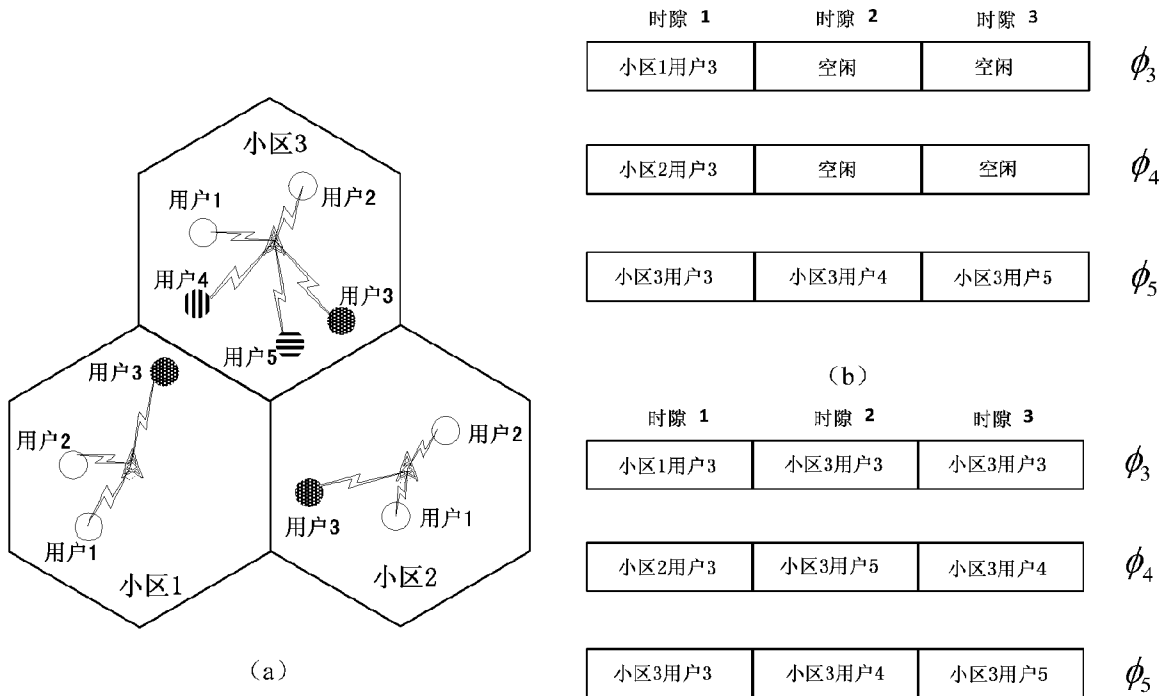 小区3
用户1
用户2
用户4
用户3
用户5
用户3
用户2
用户1
小区1
用户2
用户3
用户1
小区2
(a)
时隙 1 时隙 2 时隙 3
小区1用户3 空闲 空闲 ϕ3
小区2用户3 空闲 空闲 ϕ4
小区3用户3 小区3用户4 小区3用户5 ϕ5
(b)
时隙 1 时隙 2 时隙 3
小区1用户3 小区3用户3 小区3用户3 ϕ3
小区2用户3 小区3用户5 小区3用户4 ϕ4
小区3用户3 小区3用户4 小区3用户5 ϕ5